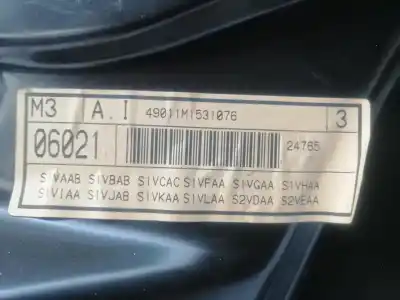 M3 A.I 49011M1531076 3
06021 24765
S1VAAB S1VBAB S1VCAC S1VFAA S1VGAA S1VHAA
S1VIAA S1VJAB S1VKAA S1VLAA S2VDAA S2VEAA